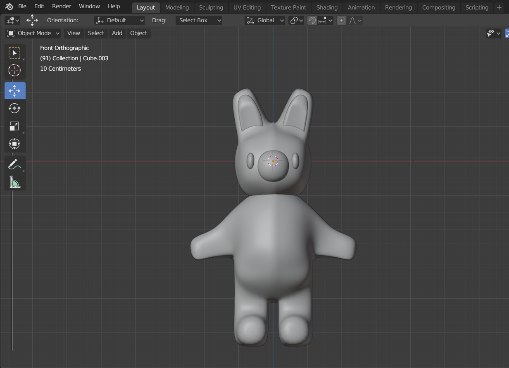 File Edit Render Window Help Layout Modeling Sculpting UV Editing Texture Paint Shading Animation Rendering Compositing Scripting +
Orientation: Default Drag: Select Box Global
Object Mode View Select Add Object
Front Orthographic
(91) Collection | Cube.003
10 Centimeters